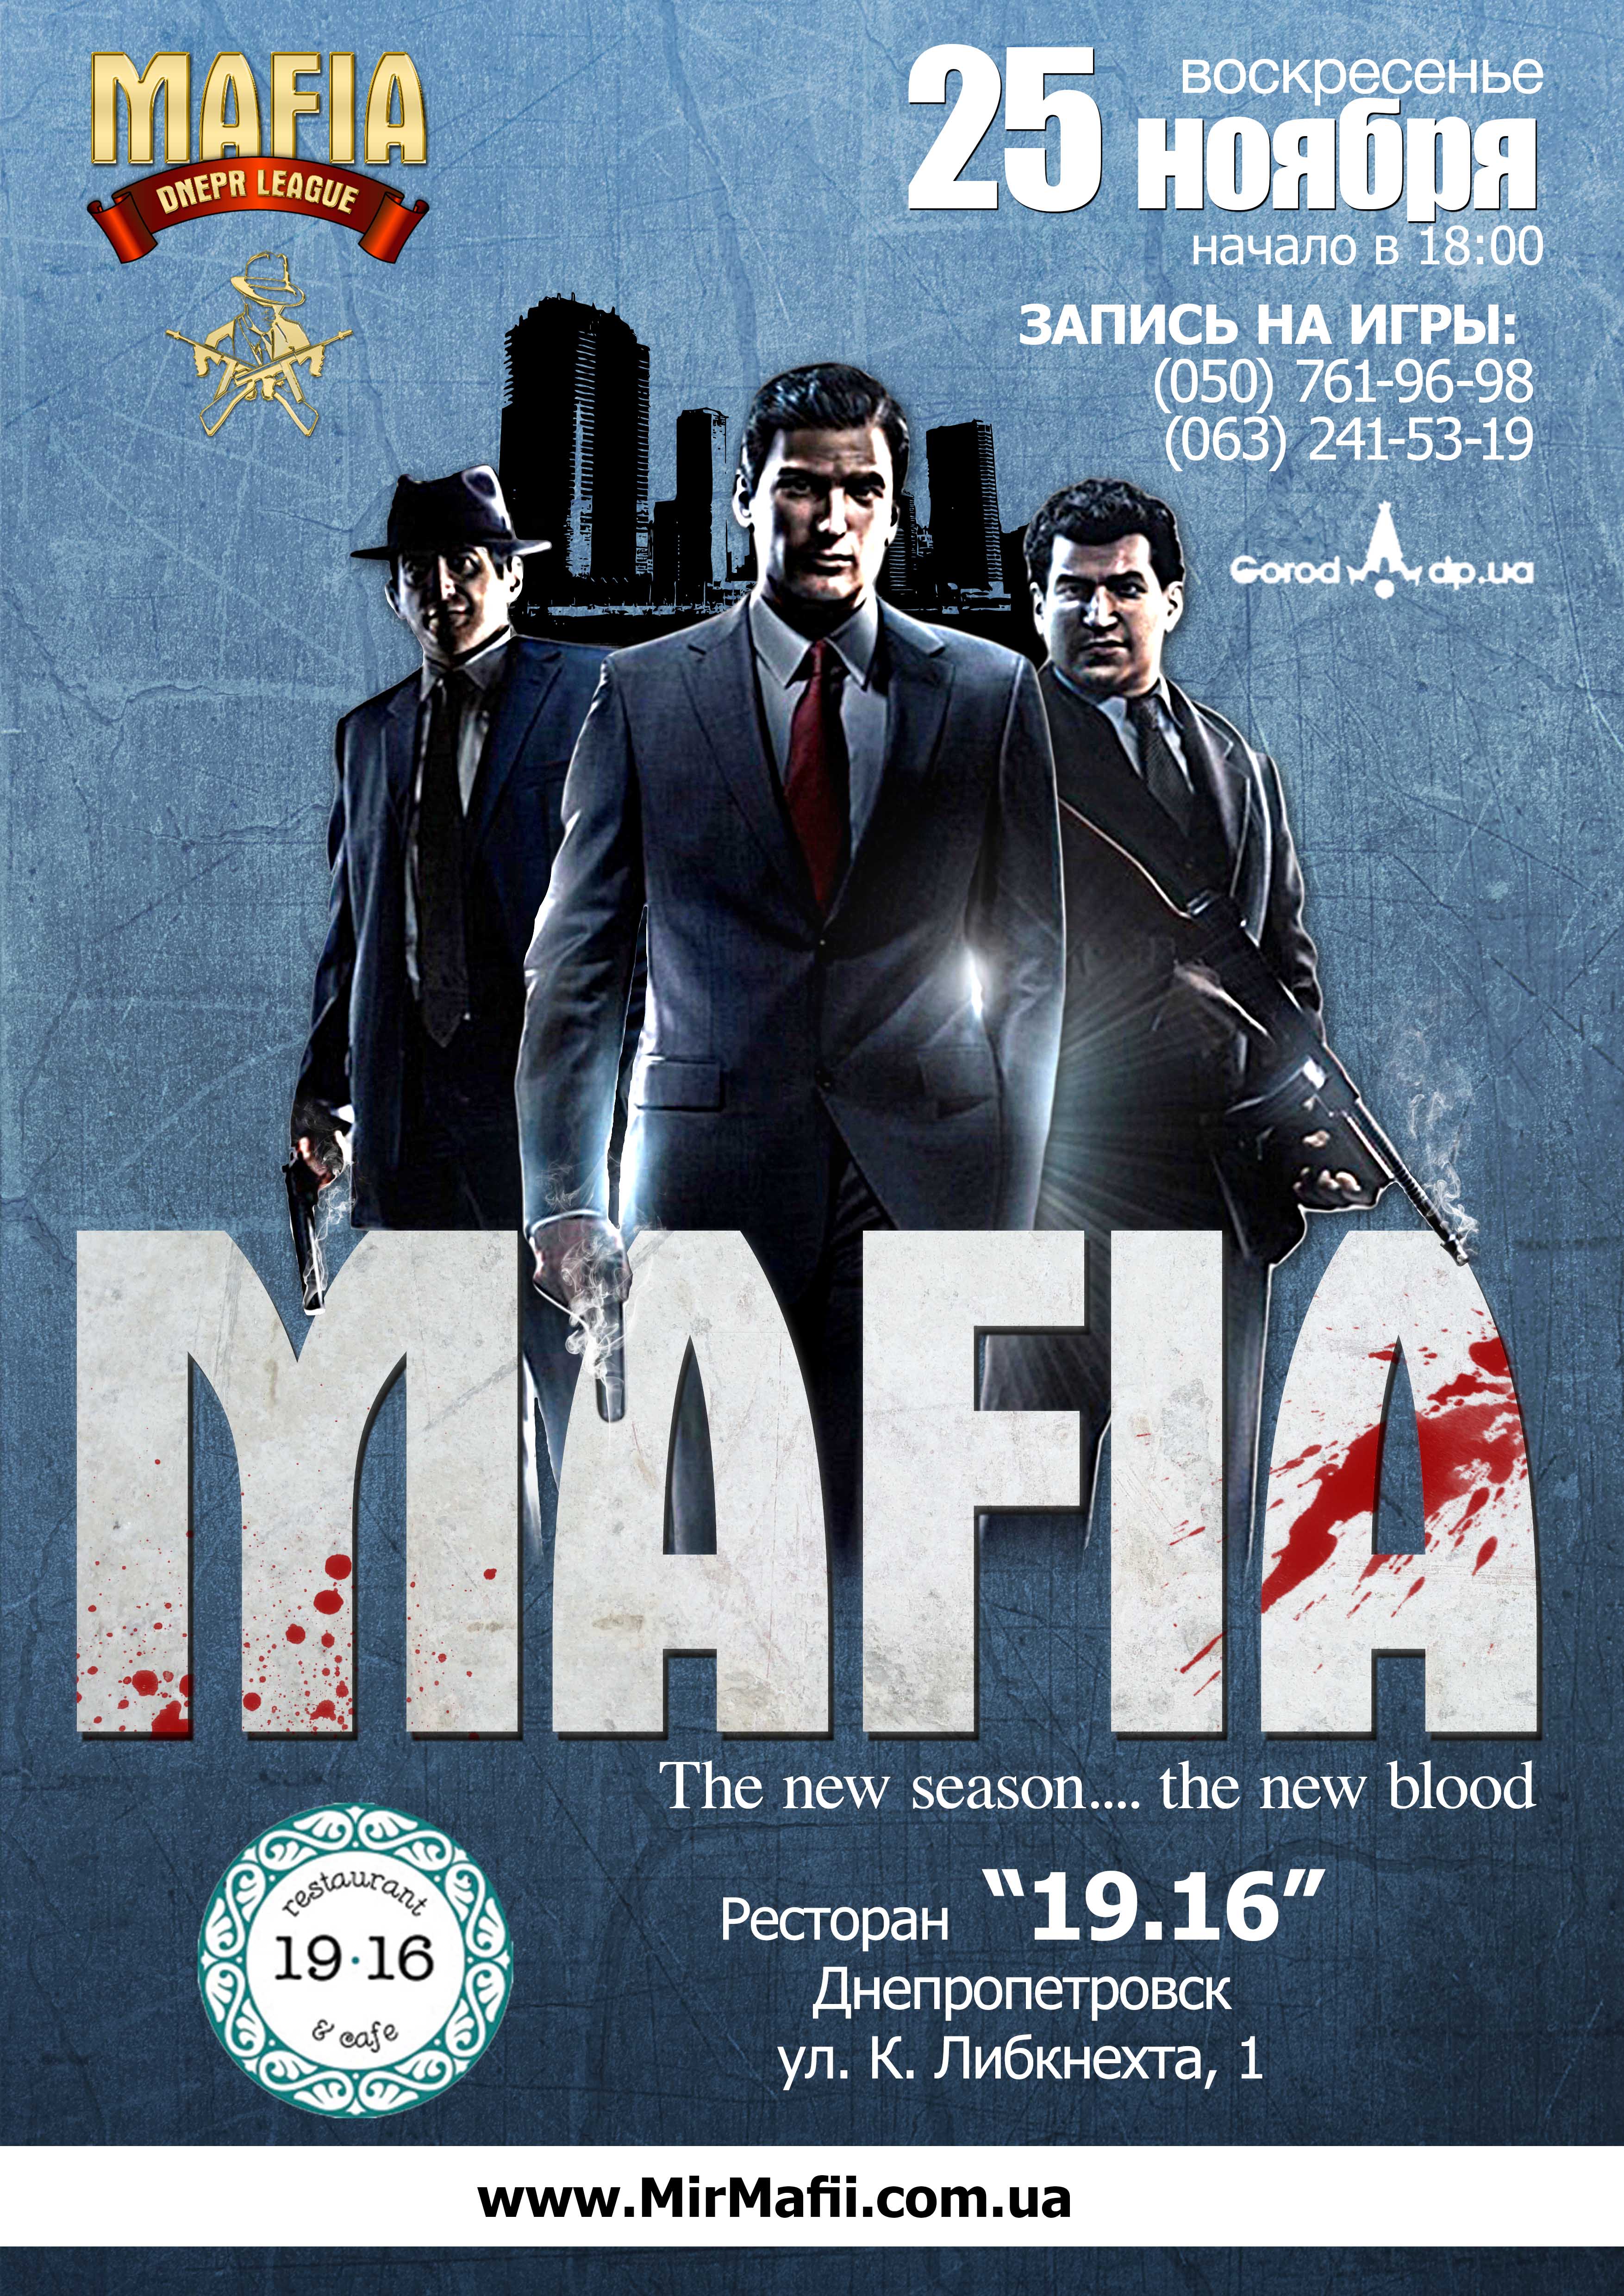 MAFIA
DNEPR LEAGUE
25
воскресенье
ноября
начало в 18:00
ЗАПИСЬ НА ИГРЫ:
(050) 761-96-98
(063) 241-53-19
Gorod dp.ua
MAFIA
The new season.... the new blood
restaurant
19·16
& cafe
Ресторан "19.16"
Днепропетровск
ул. К. Либкнехта, 1
www.MirMafii.com.ua